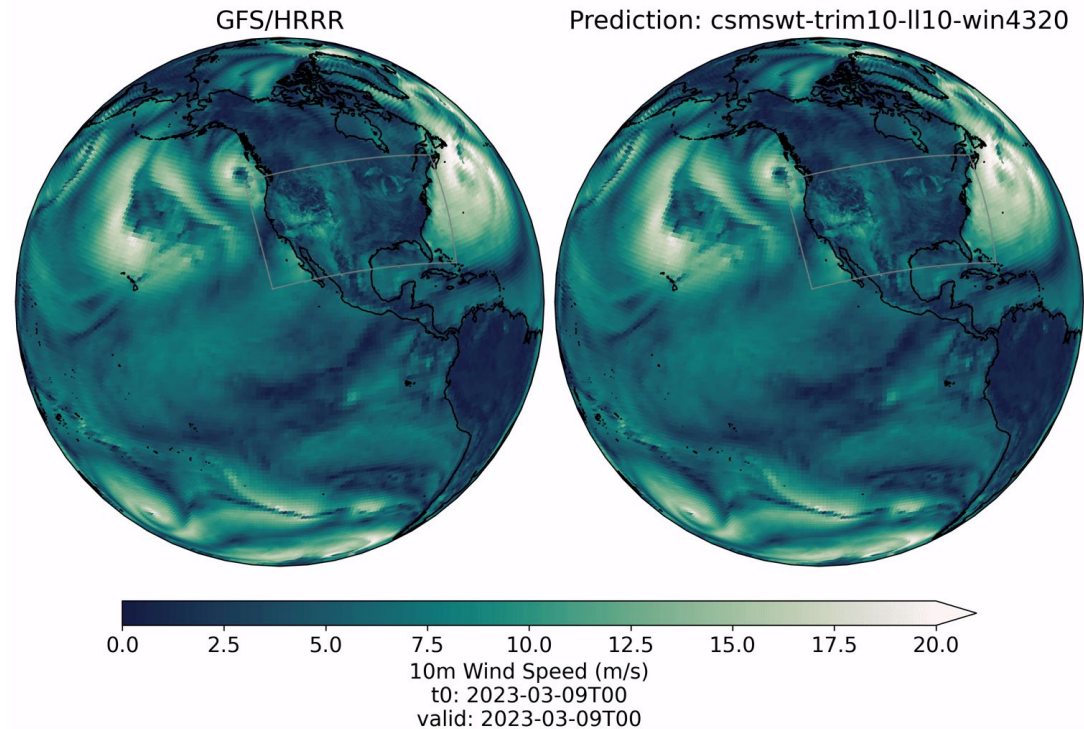 GFS/HRRR
Prediction: csmswt-trim10-ll10-win4320
0.0 2.5 5.0 7.5 10.0 12.5 15.0 17.5 20.0
10m Wind Speed (m/s)
t0: 2023-03-09T00
valid: 2023-03-09T00